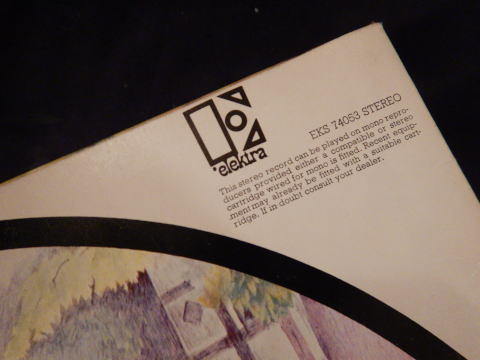 elektra
EKS 74053 STEREO
This stereo record can be played on mono repro-
ducers provided either a compatible or stereo
cartridge wired for mono is fitted. Recent equip-
ment may already be fitted with a suitable cart-
ridge. If in doubt consult your dealer.